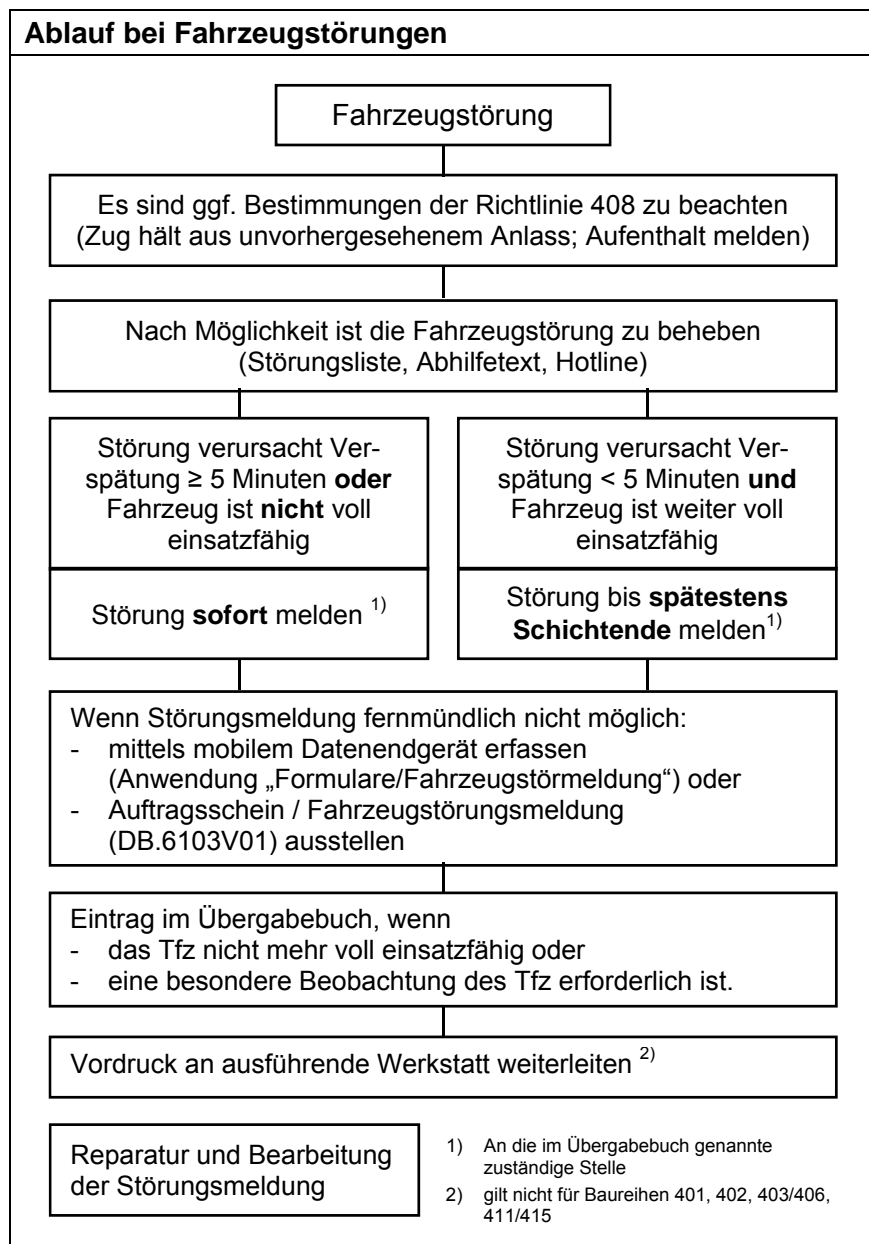 Ablauf bei Fahrzeugstörungen
Fahrzeugstörung
Es sind ggf. Bestimmungen der Richtlinie 408 zu beachten
(Zug hält aus unvorhergesehenem Anlass; Aufenthalt melden)
Nach Möglichkeit ist die Fahrzeugstörung zu beheben
(Störungsliste, Abhilfetext, Hotline)
Störung verursacht Ver-
spätung ≥ 5 Minuten oder
Fahrzeug ist nicht voll
einsatzfähig
Störung sofort melden 1)
Störung verursacht Ver-
spätung < 5 Minuten und
Fahrzeug ist weiter voll
einsatzfähig
Störung bis spätestens
Schichtende melden1)
Wenn Störungsmeldung fernmündlich nicht möglich:
- mittels mobilem Datenendgerät erfassen
(Anwendung „Formulare/Fahrzeugstörmeldung“) oder
- Auftragsschein / Fahrzeugstörungsmeldung
(DB.6103V01) ausstellen
Eintrag im Übergabebuch, wenn
- das Tfz nicht mehr voll einsatzfähig oder
- eine besondere Beobachtung des Tfz erforderlich ist.
Vordruck an ausführende Werkstatt weiterleiten 2)
Reparatur und Bearbeitung
der Störungsmeldung
1) An die im Übergabebuch genannte
zuständige Stelle
2) gilt nicht für Baureihen 401, 402, 403/406,
411/415